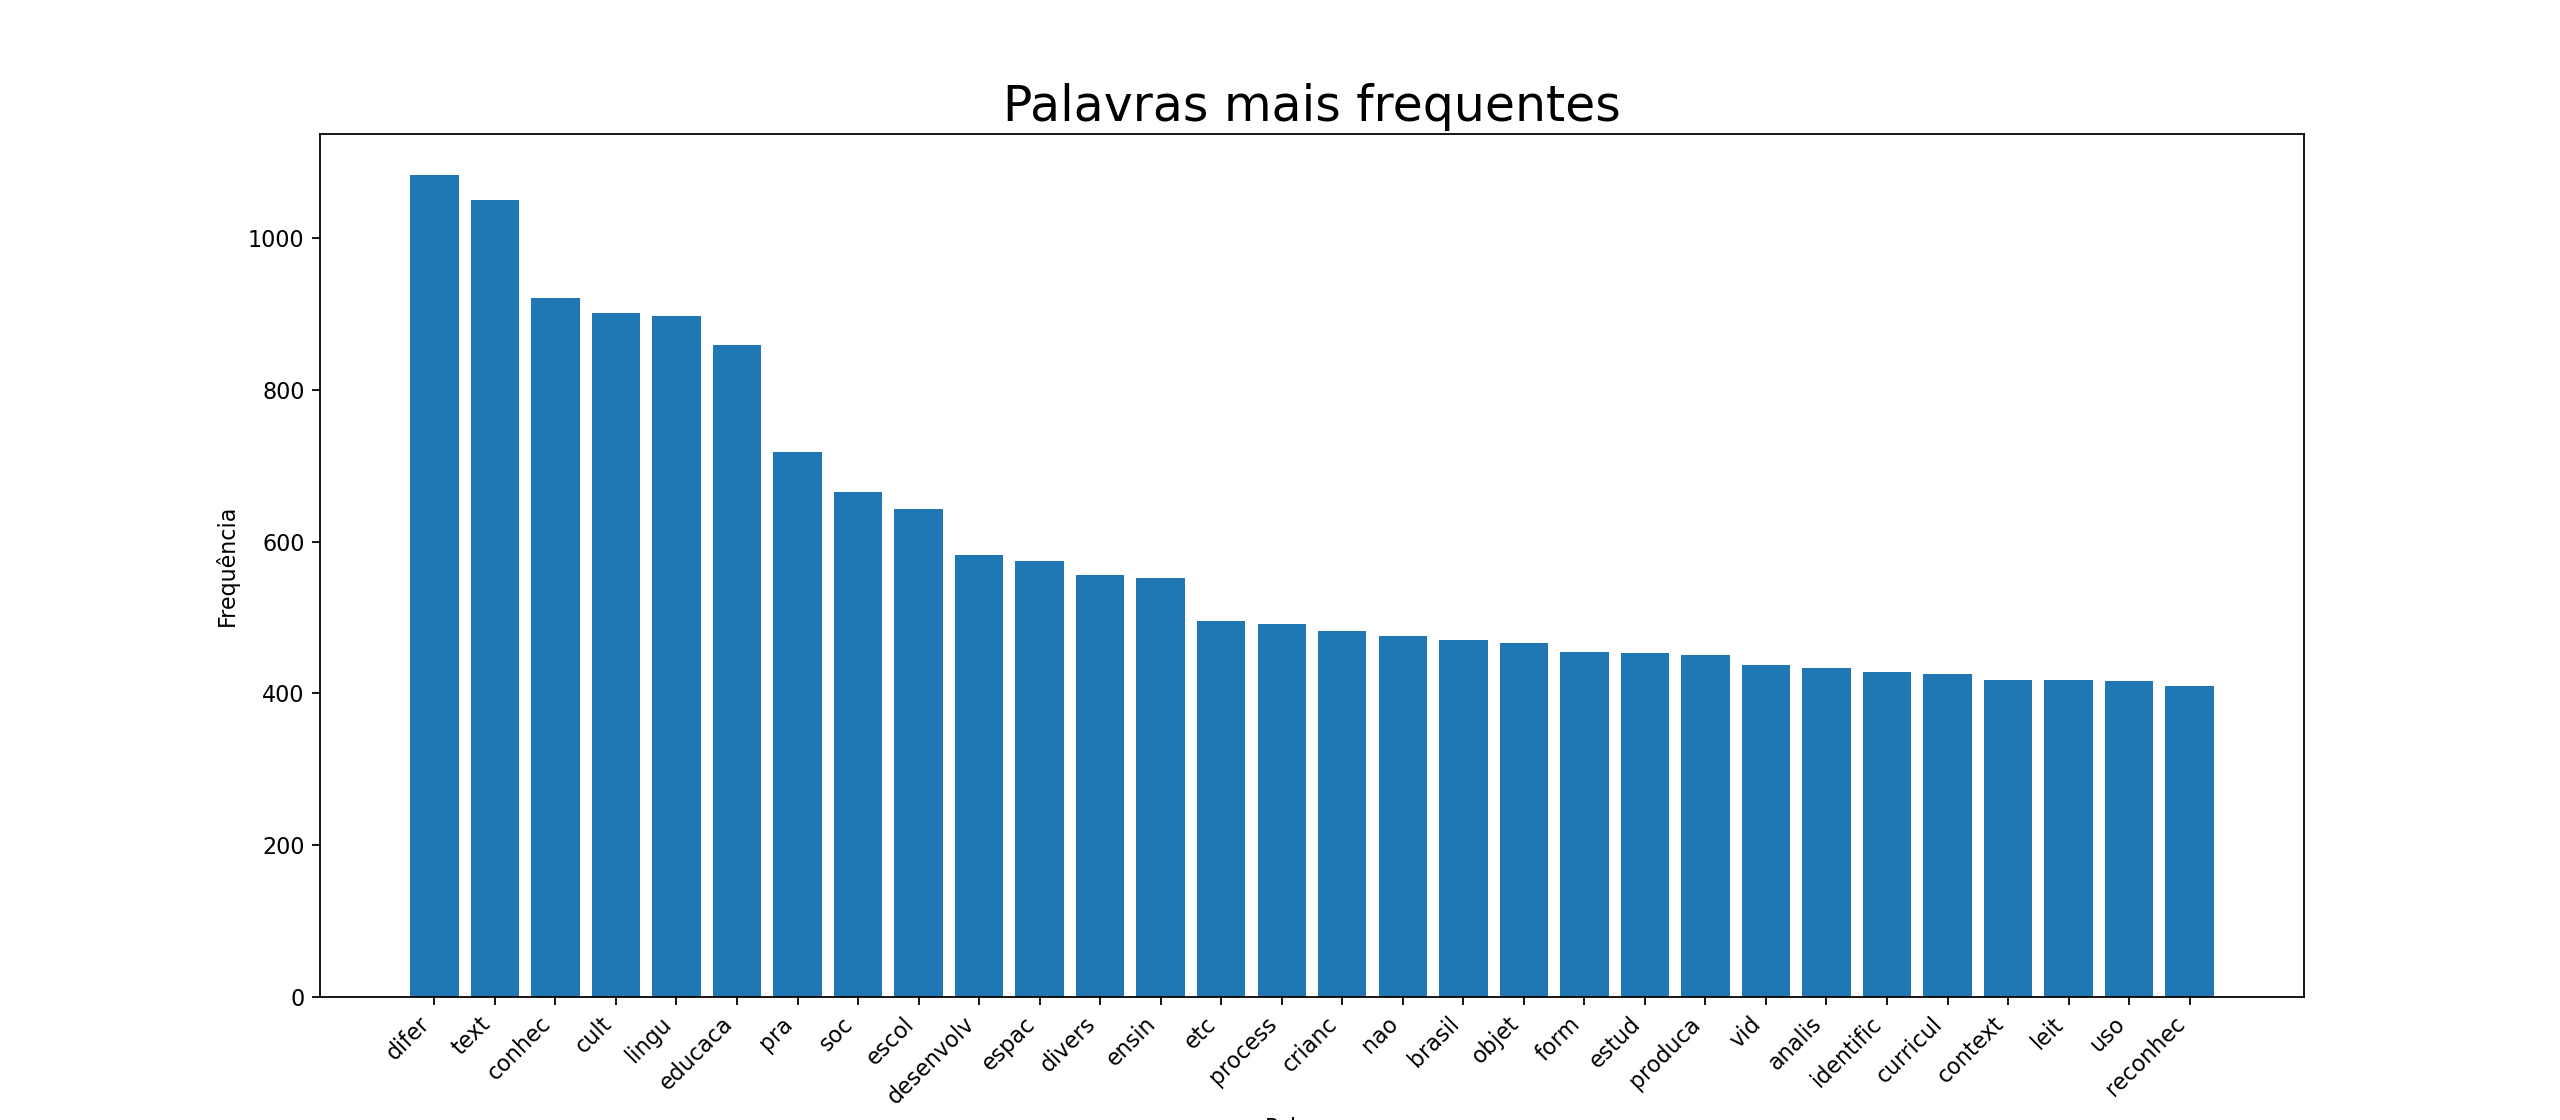 Palavras mais frequentes
Frequência
1000
800
600
400
200
0
difer
text
conhec
cult
lingu
educaca
pra
soc
escol
desenvolv
espac
divers
ensin
etc
process
crianc
nao
brasil
objet
form
estud
produca
vid
analis
identific
curricul
context
leit
uso
reconhec